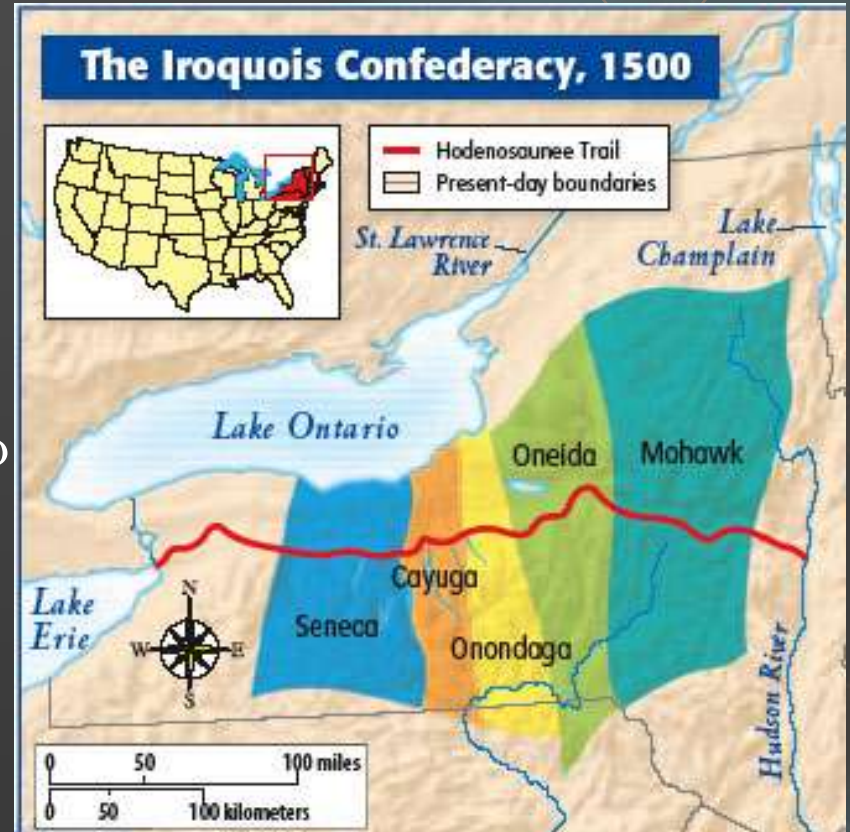 The Iroquois Confederacy, 1500
Hodenosaunee Trail
Present-day boundaries
St. Lawrence
River
Lake
Champlain
Lake Ontario
Oneida
Mohawk
Cayuga
Seneca
Onondaga
Lake
Erie
N
W
E
S
Hudson River
0 50 100 miles
0 50 100 kilometers